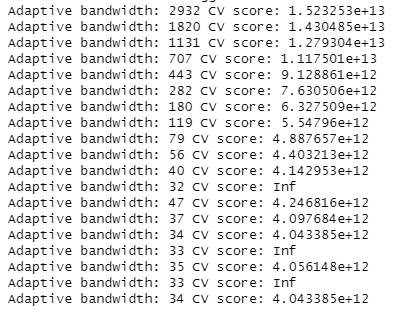 Adaptive bandwidth: 2932 CV score: 1.523253e+13
Adaptive bandwidth: 1820 CV score: 1.430485e+13
Adaptive bandwidth: 1131 CV score: 1.279304e+13
Adaptive bandwidth: 707 CV score: 1.117501e+13
Adaptive bandwidth: 443 CV score: 9.128861e+12
Adaptive bandwidth: 282 CV score: 7.630506e+12
Adaptive bandwidth: 180 CV score: 6.327509e+12
Adaptive bandwidth: 119 CV score: 5.54796e+12
Adaptive bandwidth: 79 CV score: 4.887657e+12
Adaptive bandwidth: 56 CV score: 4.403213e+12
Adaptive bandwidth: 40 CV score: 4.142953e+12
Adaptive bandwidth: 32 CV score: Inf
Adaptive bandwidth: 47 CV score: 4.246816e+12
Adaptive bandwidth: 37 CV score: 4.097684e+12
Adaptive bandwidth: 34 CV score: 4.043385e+12
Adaptive bandwidth: 33 CV score: Inf
Adaptive bandwidth: 35 CV score: 4.056148e+12
Adaptive bandwidth: 33 CV score: Inf
Adaptive bandwidth: 34 CV score: 4.043385e+12